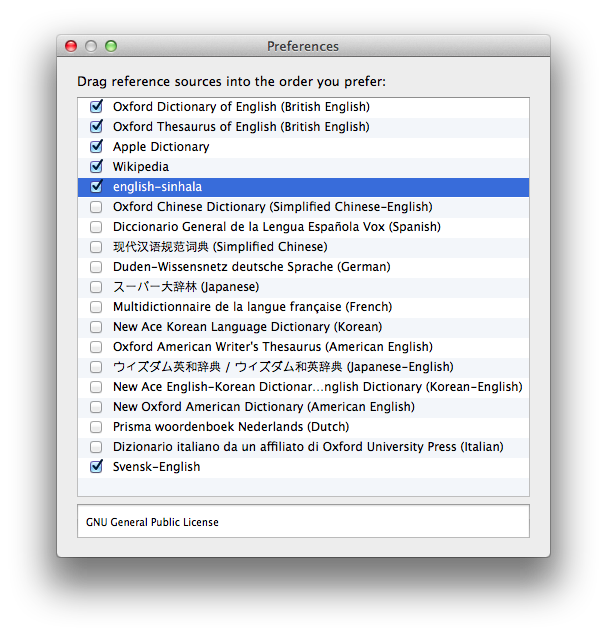 Preferences
Drag reference sources into the order you prefer:
Oxford Dictionary of English (British English)
Oxford Thesaurus of English (British English)
Apple Dictionary
Wikipedia
english-sinhala
Oxford Chinese Dictionary (Simplified Chinese-English)
Diccionario General de la Lengua Española Vox (Spanish)
现代汉语规范词典 (Simplified Chinese)
Duden-Wissensnetz deutsche Sprache (German)
スーパー大辞林 (Japanese)
Multidictionnaire de la langue française (French)
New Ace Korean Language Dictionary (Korean)
Oxford American Writer's Thesaurus (American English)
ウィズダム英和辞典 / ウィズダム和英辞典 (Japanese-English)
New Ace English-Korean Dictionar...nglish Dictionary (Korean-English)
New Oxford American Dictionary (American English)
Prisma woordenboek Nederlands (Dutch)
Dizionario italiano da un affiliato di Oxford University Press (Italian)
Svensk-English
GNU General Public License